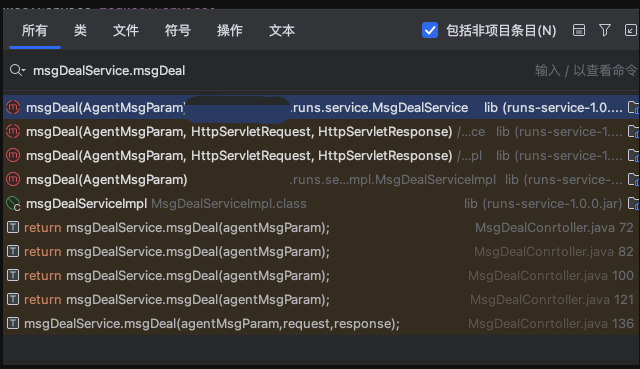 所有 类 文件 符号 操作 文本 包括非项目条目(N)
msgDealService.msgDeal 输入 / 以查看命令
msgDeal(AgentMsgParam) .runs.service.MsgDealService lib (runs-service-1.0....
msgDeal(AgentMsgParam, HttpServletRequest, HttpServletResponse) /...ce lib (runs-service-1....
msgDeal(AgentMsgParam, HttpServletRequest, HttpServletResponse) /...pl lib (runs-service-1....
msgDeal(AgentMsgParam) .runs.se...mpl.MsgDealServiceImpl lib (runs-service-...
msgDealServiceImpl MsgDealServiceImpl.class lib (runs-service-1.0.0.jar)
return msgDealService.msgDeal(agentParam); MsgDealConrtoller.java 72
return msgDealService.msgDeal(agentParam); MsgDealConrtoller.java 82
return msgDealService.msgDeal(agentParam); MsgDealConrtoller.java 100
return msgDealService.msgDeal(agentParam); MsgDealConrtoller.java 121
msgDealService.msgDeal(agentMsgParam,request,response); MsgDealConrtoller.java 136